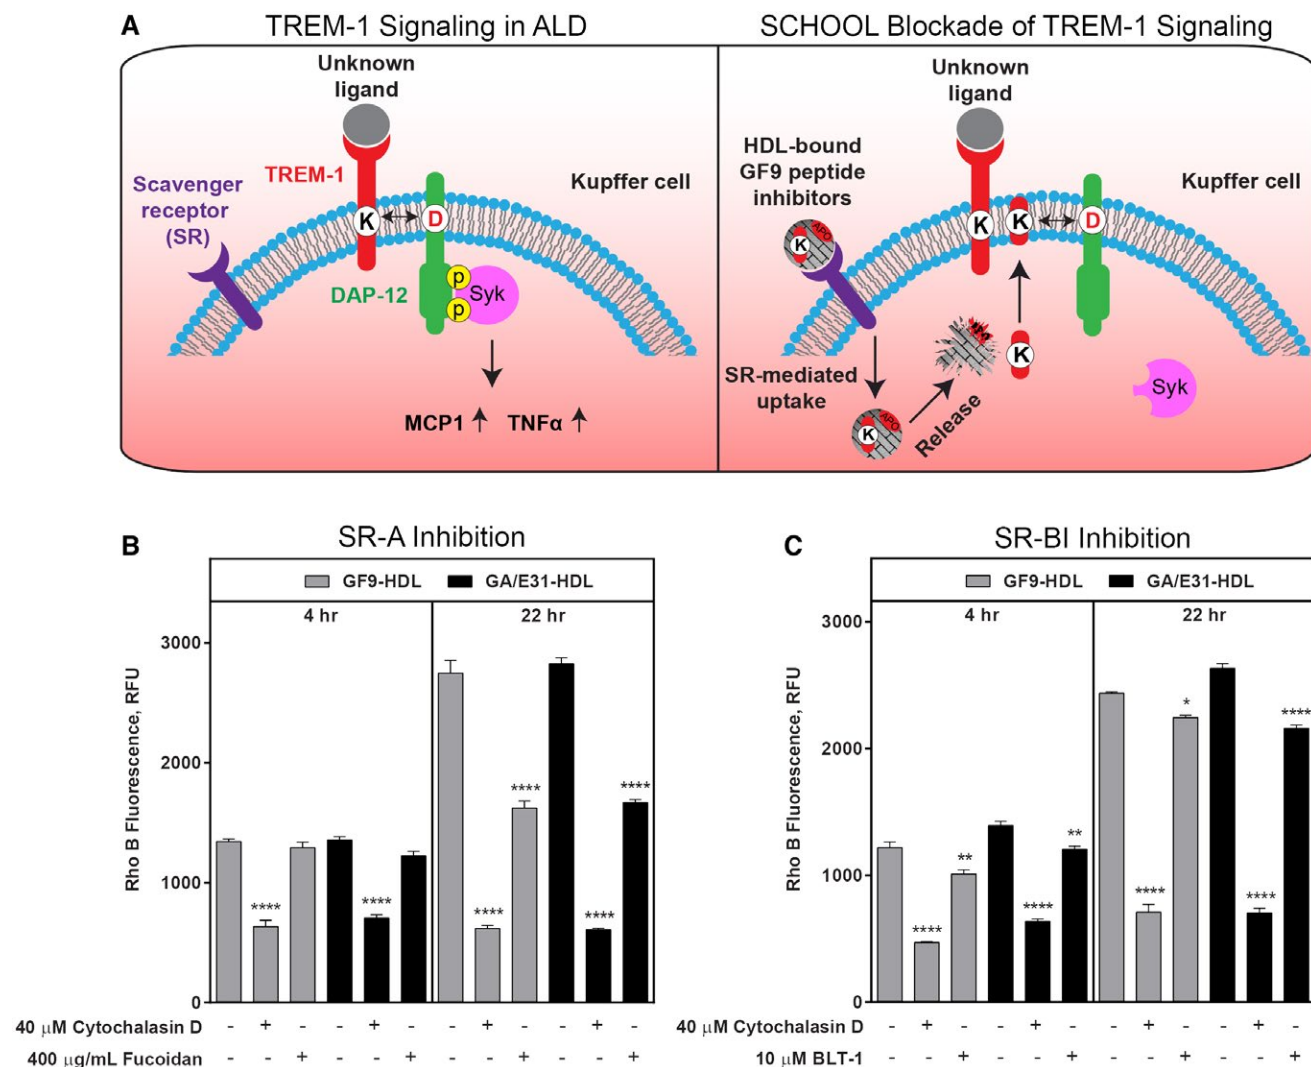 A
TREM-1 Signaling in ALD
SCHOOL Blockade of TREM-1 Signaling
Unknown
ligand
TREM-1
Scavenger
receptor
(SR)
Kupffer cell
K
D
DAP-12
p
p
Syk
MCP1 ↑ TNFα ↑
Unknown
ligand
HDL-bound
GF9 peptide
inhibitors
Kupffer cell
APO
K
K
K
D
SR-mediated
uptake
APO
K
Release
K
Syk
B
SR-A Inhibition
GF9-HDL GA/E31-HDL
4 hr 22 hr
Rho B Fluorescence, RFU
3000
2000
1000
0
**** **** **** **** **** ****
40 μM Cytochalasin D - + - - + - - + - - + -
400 μg/mL Fucoidan - - + - - + - - + - - +
C
SR-BI Inhibition
GF9-HDL GA/E31-HDL
4 hr 22 hr
Rho B Fluorescence, RFU
3000
2000
1000
0
**** ** **** ** **** * **** ****
40 μM Cytochalasin D - + - - + - - + - - + -
10 μM BLT-1 - - + - - + - - + - - +